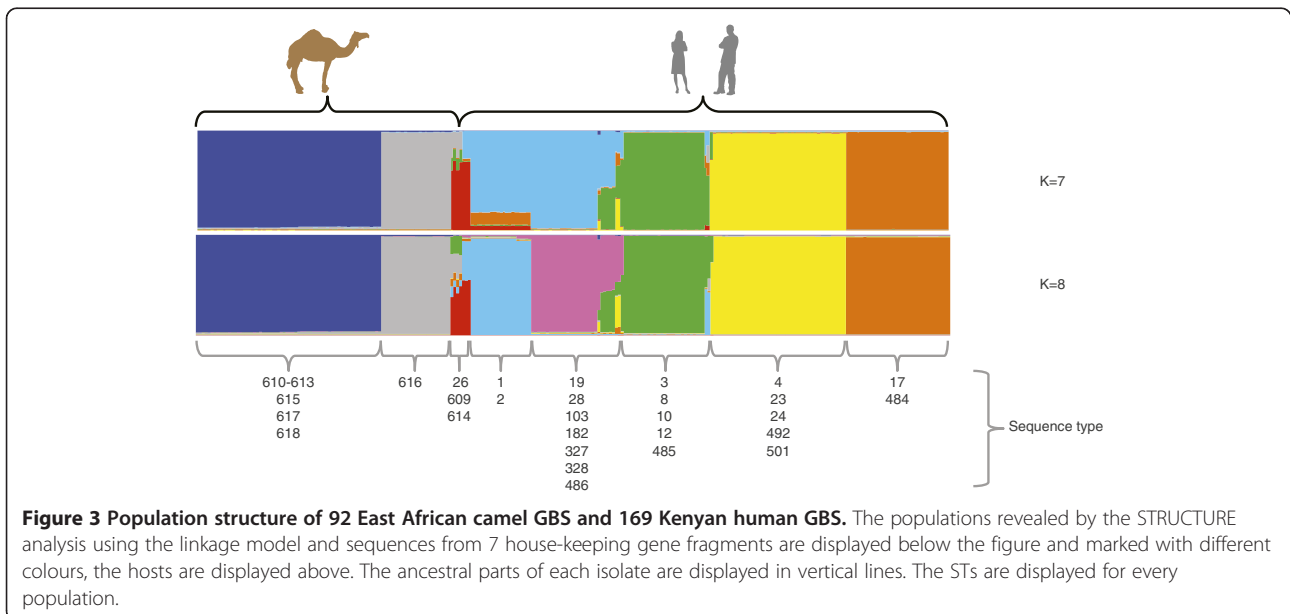 K=7
K=8
610-613 616 26 1 19 3 4 17
615 609 2 28 8 23 484
617 614 103 10 24
618 182 12 492
327 485 501
328
486
Sequence type
Figure 3 Population structure of 92 East African camel GBS and 169 Kenyan human GBS. The populations revealed by the STRUCTURE
analysis using the linkage model and sequences from 7 house-keeping gene fragments are displayed below the figure and marked with different
colours, the hosts are displayed above. The ancestral parts of each isolate are displayed in vertical lines. The STs are displayed for every
population.